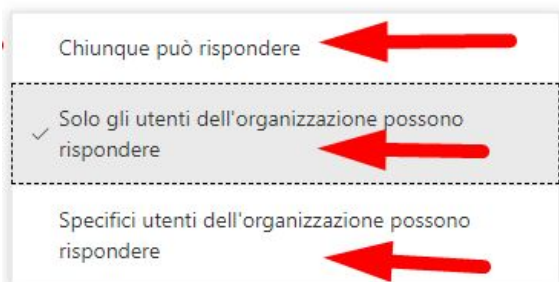 Chiunque può rispondere
Solo gli utenti dell'organizzazione possono
rispondere
Specifici utenti dell'organizzazione possono
rispondere